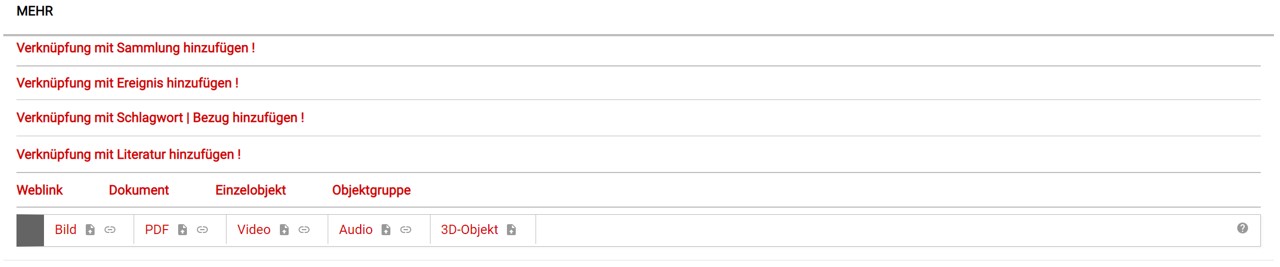 MEHR
Verknüpfung mit Sammlung hinzufügen !
Verknüpfung mit Ereignis hinzufügen !
Verknüpfung mit Schlagwort | Bezug hinzufügen !
Verknüpfung mit Literatur hinzufügen !
Weblink Dokument Einzelobjekt Objektgruppe
Bild PDF Video Audio 3D-Objekt ?